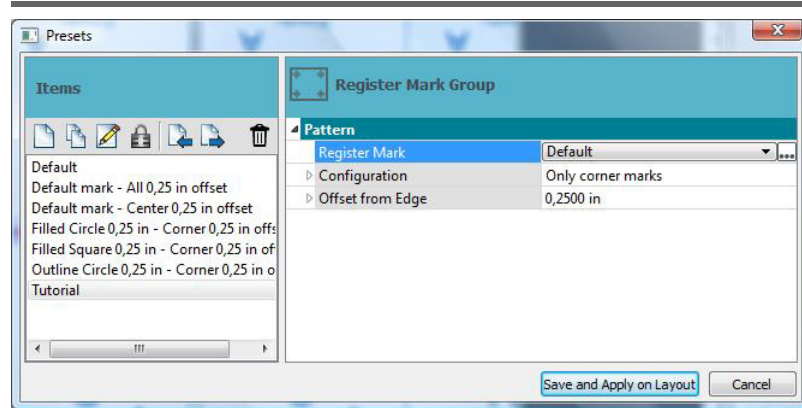 Presets
Items
Register Mark Group
Pattern
Register Mark Default
Configuration Only corner marks
Offset from Edge 0,2500 in
Default
Default mark - All 0,25 in offset
Default mark - Center 0,25 in offset
Filled Circle 0,25 in - Corner 0,25 in offs
Filled Square 0,25 in - Corner 0,25 in of
Outline Circle 0,25 in - Corner 0,25 in o
Tutorial
Save and Apply on Layout Cancel